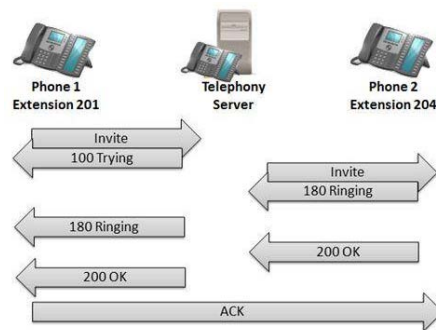 Phone 1
Extension 201
Telephony
Server
Phone 2
Extension 204
Invite
100 Trying
Invite
180 Ringing
180 Ringing
200 OK
200 OK
ACK